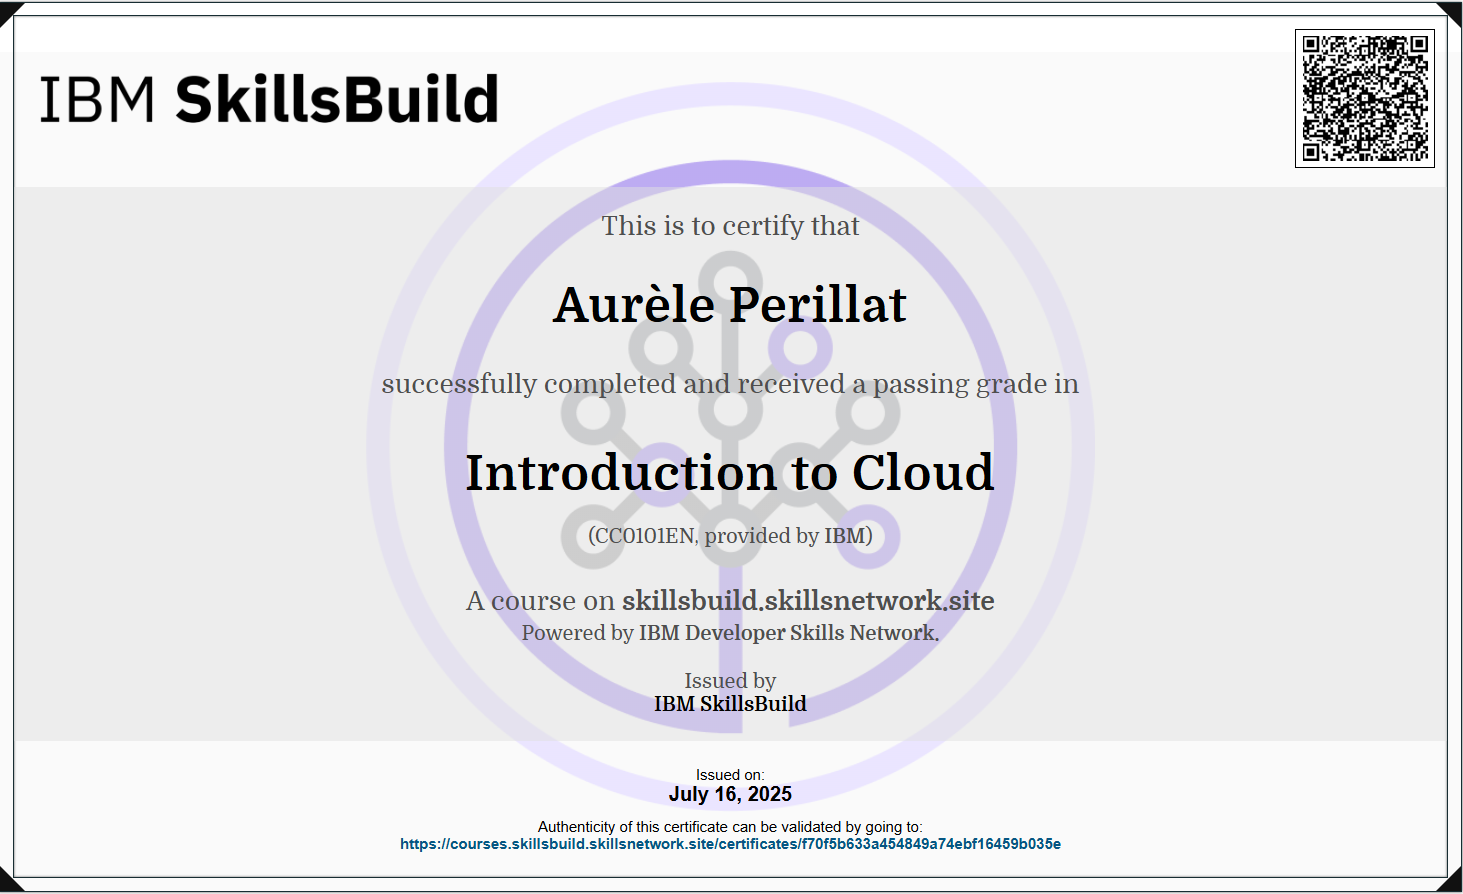 IBM SkillsBuild
This is to certify that
Aurèle Perillat
successfully completed and received a passing grade in
Introduction to Cloud
(CC0101EN, provided by IBM)
A course on skillsbuild.skillsnetwork.site
Powered by IBM Developer Skills Network.
Issued by
IBM SkillsBuild
Issued on:
July 16, 2025
Authenticity of this certificate can be validated by going to:
https://courses.skillsbuild.skillsnetwork.site/certificates/f70f5b633a454849a74ebf16459b035e